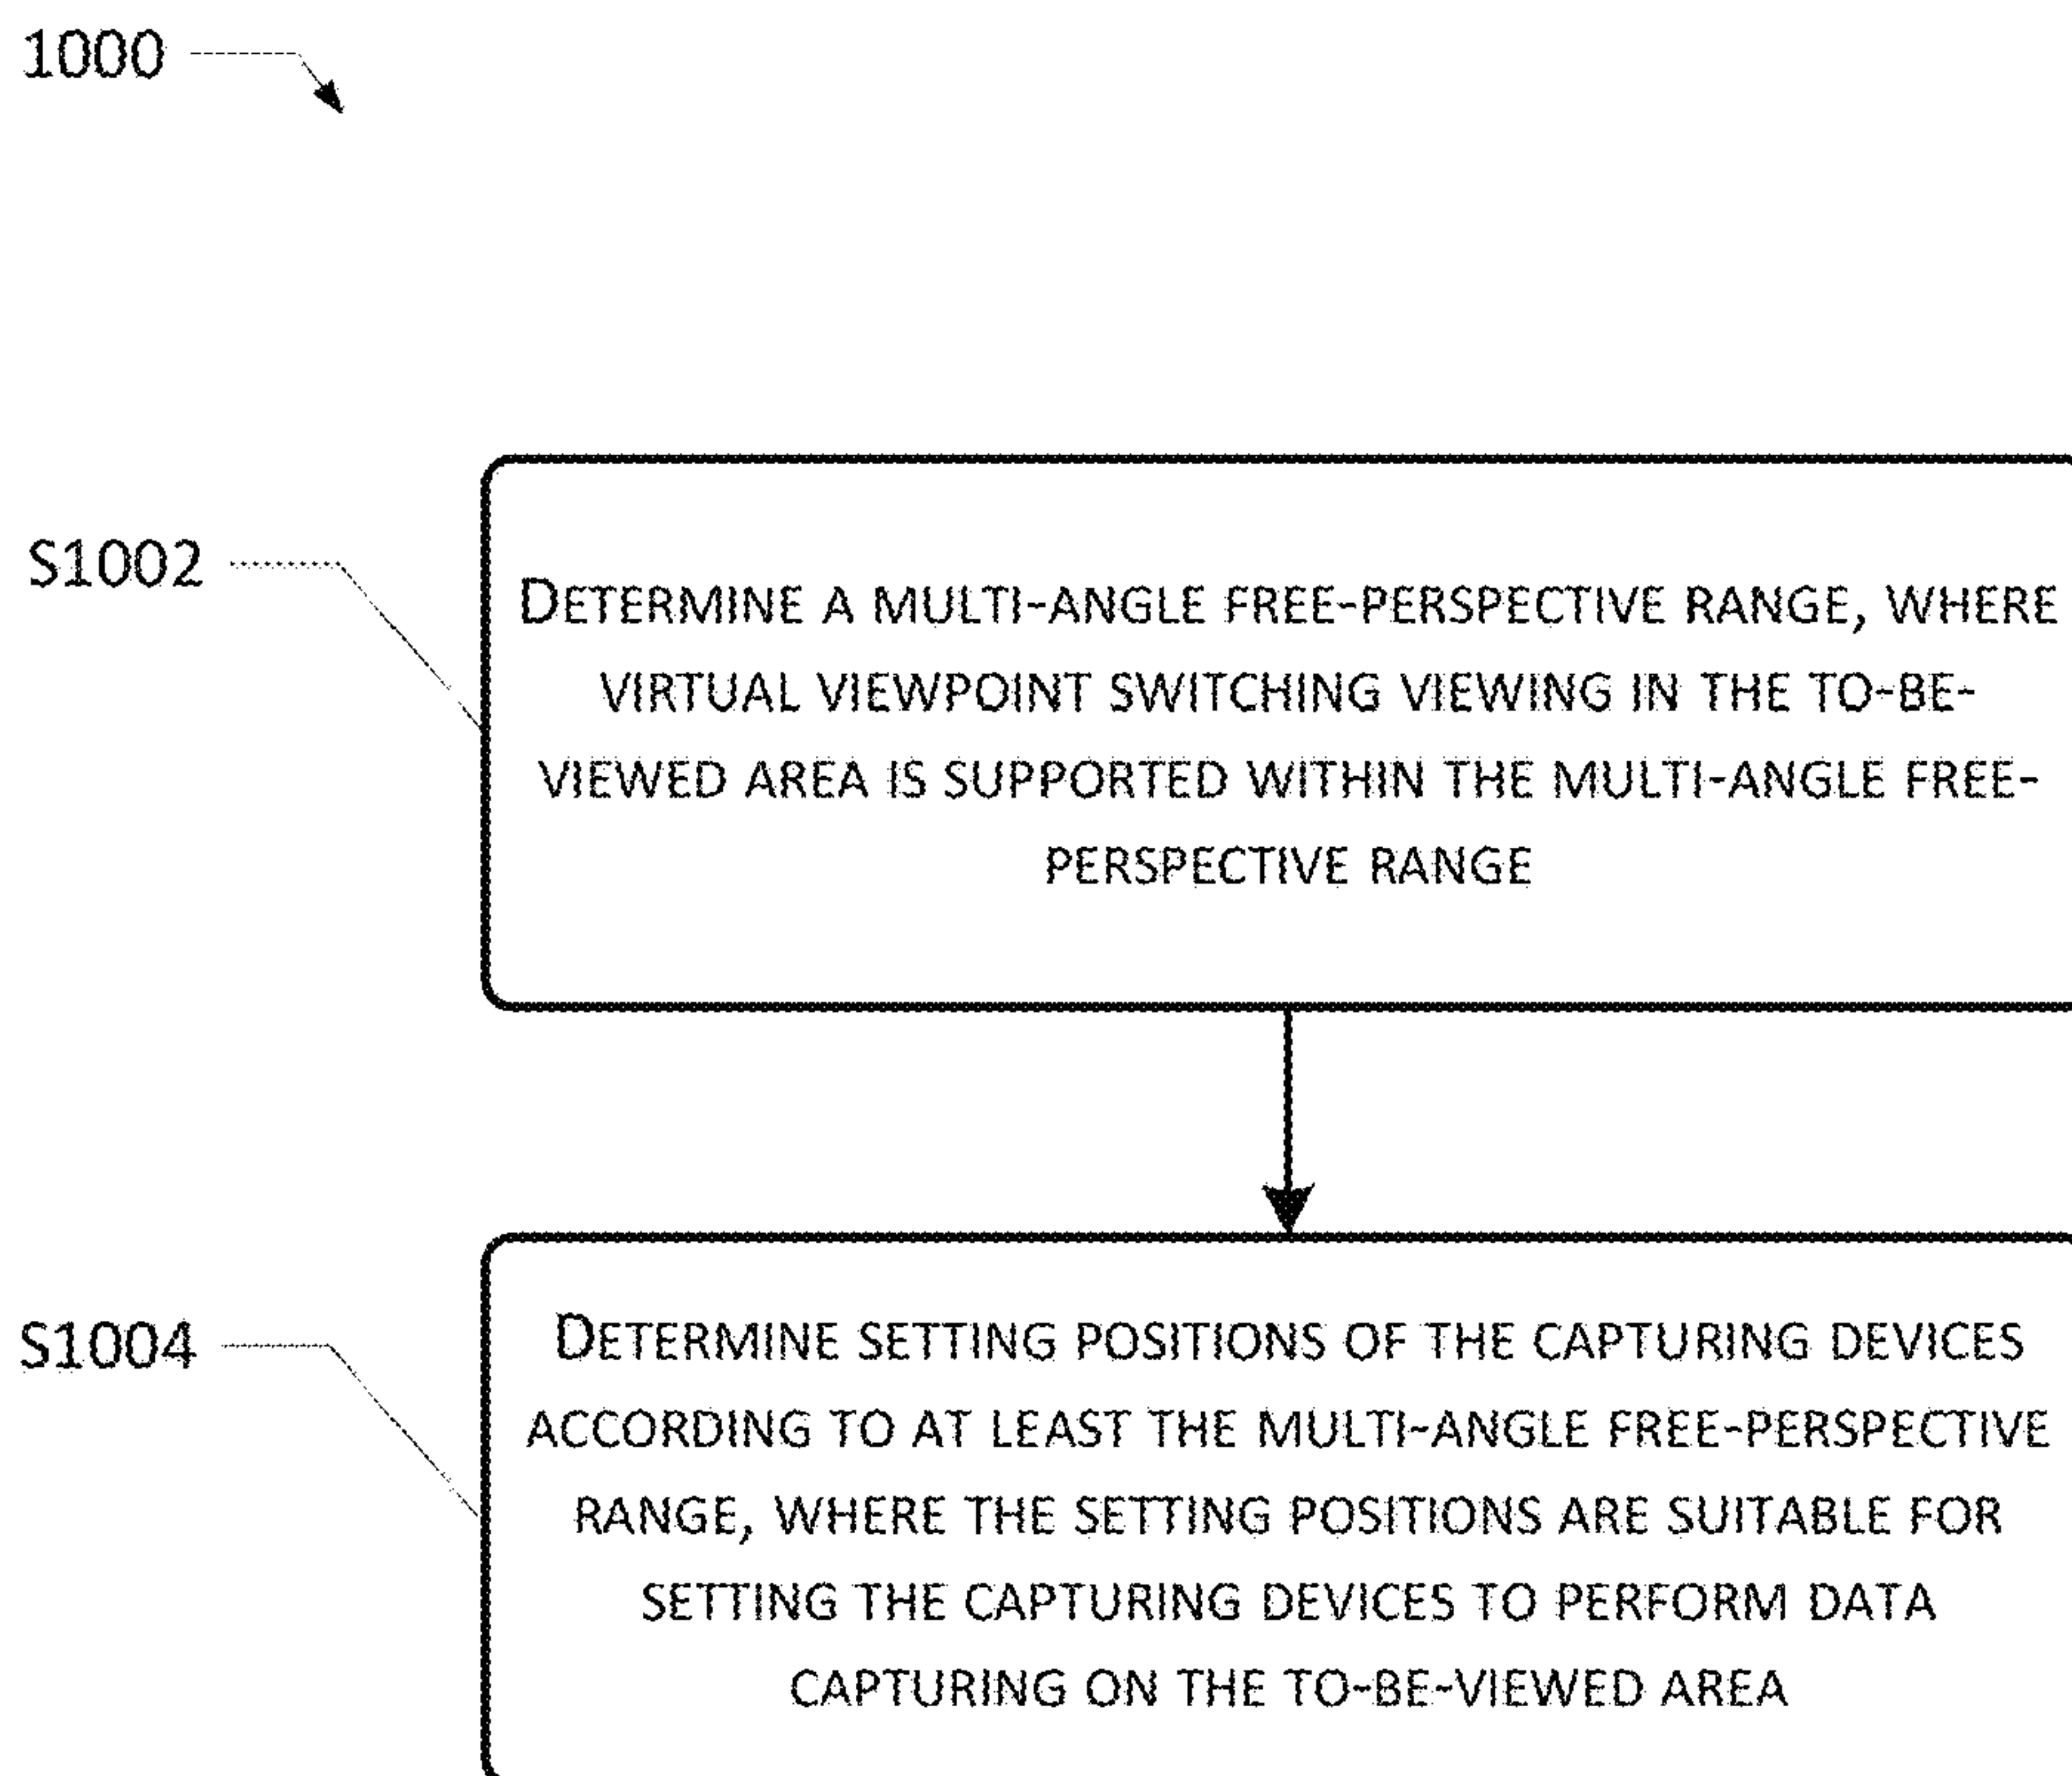 1000
S1002
DETERMINE A MULTI-ANGLE FREE-PERSPECTIVE RANGE, WHERE
VIRTUAL VIEWPOINT SWITCHING VIEWING IN THE TO-BE-
VIEWED AREA IS SUPPORTED WITHIN THE MULTI-ANGLE FREE-
PERSPECTIVE RANGE
S1004
DETERMINE SETTING POSITIONS OF THE CAPTURING DEVICES
ACCORDING TO AT LEAST THE MULTI-ANGLE FREE-PERSPECTIVE
RANGE, WHERE THE SETTING POSITIONS ARE SUITABLE FOR
SETTING THE CAPTURING DEVICES TO PERFORM DATA
CAPTURING ON THE TO-BE-VIEWED AREA